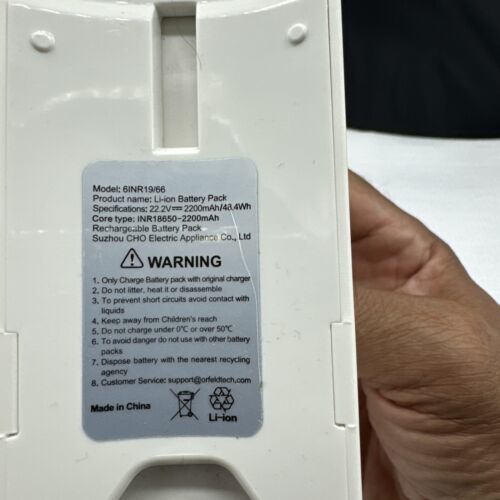 Model: 6INR19/66
Product name: Li-ion Battery Pack
Specifications: 22.2V⎓ 2200mAh/48.4Wh
Core type: INR18650-2200mAh
Rechargeable Battery Pack
Suzhou CHO Electric Appliance Co., Ltd
WARNING
1. Only Charge Battery pack with original charger
2. Do not litter, heat it or disassemble
3. To prevent short circuits avoid contact with
liquids
4. Keep away from Children's reach
5. Do not charge under 0℃ or over 50℃
6. To avoid danger do not use with other battery
packs
7. Dispose battery with the nearest recycling
agency
8. Customer Service: support@orfeldtech.com
Made in China
Li-ion